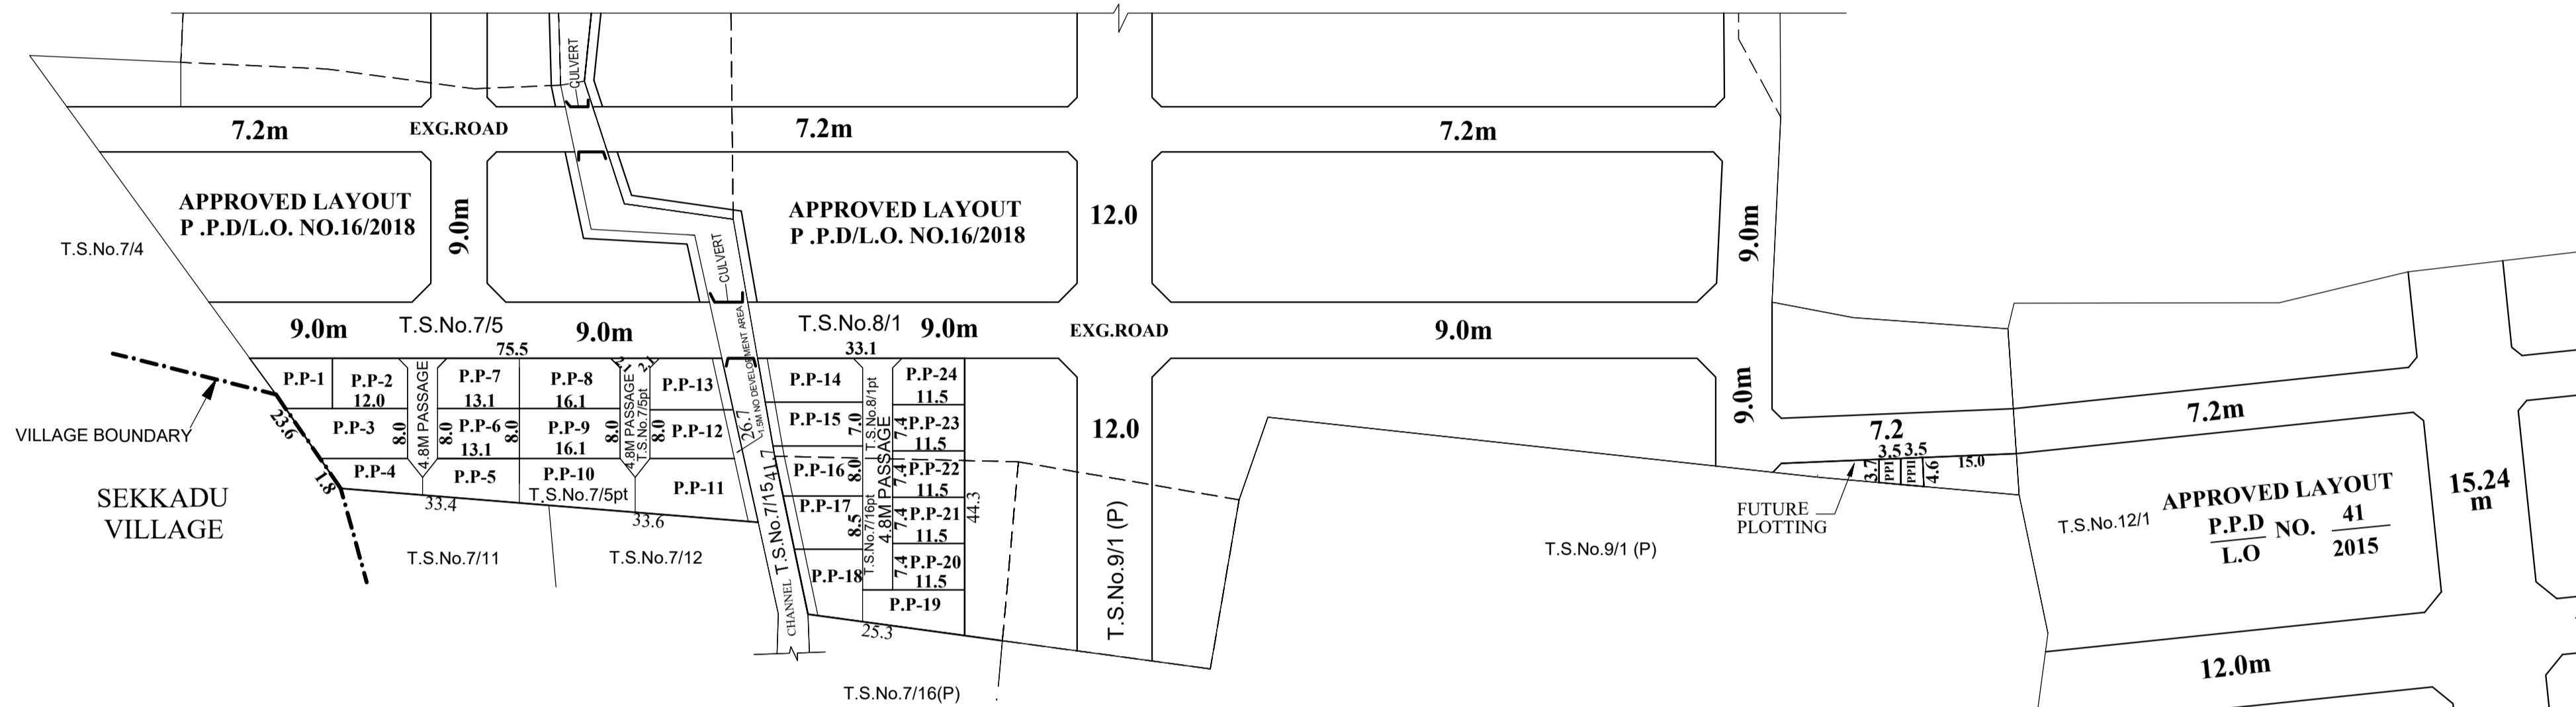 CULVERT
7.2m
EXG.ROAD
7.2m
7.2m
APPROVED LAYOUT
P .P.D/L.O. NO.16/2018
T.S.No.7/4
9.0m
CULVERT
APPROVED LAYOUT
P .P.D/L.O. NO.16/2018
12.0
9.0m
9.0m
T.S.No.7/5
9.0m
T.S.No.8/1
9.0m
EXG.ROAD
9.0m
75.5
33.1
P.P-1
P.P-2
12.0
4.8M PASSAGE
P.P-7
13.1
P.P-8
16.1
2.1
2.1
4.8M PASSAGE
T.S.No.7/5pt
P.P-13
1.5M NO DEVELOPMENT AREA
P.P-14
T.S.No.8/1pt
P.P-24
11.5
VILLAGE BOUNDARY
23.6
P.P-3
8.0
8.0
P.P-6
13.1
8.0
P.P-9
16.1
8.0
8.0
P.P-12
26.7
P.P-15
7.0
4.8M PASSAGE
7.4
P.P-23
11.5
12.0
9.0m
1.8
P.P-4
P.P-5
P.P-10
T.S.No.7/5pt
P.P-11
41.7
P.P-16
8.0
7.4
P.P-22
11.5
33.4
33.6
P.P-17
8.5
T.S.No.7/16pt
7.4
P.P-21
11.5
44.3
SEKKADU
VILLAGE
T.S.No.7/11
T.S.No.7/12
CHANNEL T.S.No.7/15
P.P-18
7.4
P.P-20
11.5
P.P-19
25.3
T.S.No.7/16(P)
T.S.No.9/1 (P)
T.S.No.9/1 (P)
7.2
3.5
3.5
3.7
PPI
PPII
4.6
15.0
FUTURE
PLOTTING
7.2m
T.S.No.12/1
APPROVED LAYOUT
P.P.D
L.O
NO.
41
2015
15.24
m
12.0m